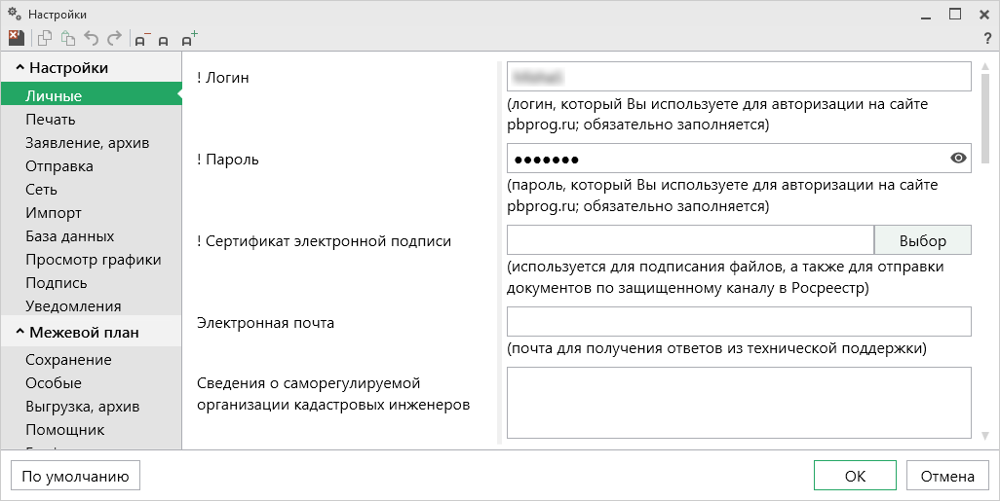 Настройки
?
Настройки
Личные
Печать
Заявление, архив
Отправка
Сеть
Импорт
База данных
Просмотр графики
Подпись
Уведомления
Межевой план
Сохранение
Особые
Выгрузка, архив
Помощник
! Логин
(логин, который Вы используете для авторизации на сайте
pbprog.ru; обязательно заполняется)
! Пароль
(пароль, который Вы используете для авторизации на сайте
pbprog.ru; обязательно заполняется)
! Сертификат электронной подписи
Выбор
(используется для подписания файлов, а также для отправки
документов по защищенному каналу в Росреестр)
Электронная почта
(почта для получения ответов из технической поддержки)
Сведения о саморегулируемой
организации кадастровых инженеров
По умолчанию
ОК
Отмена